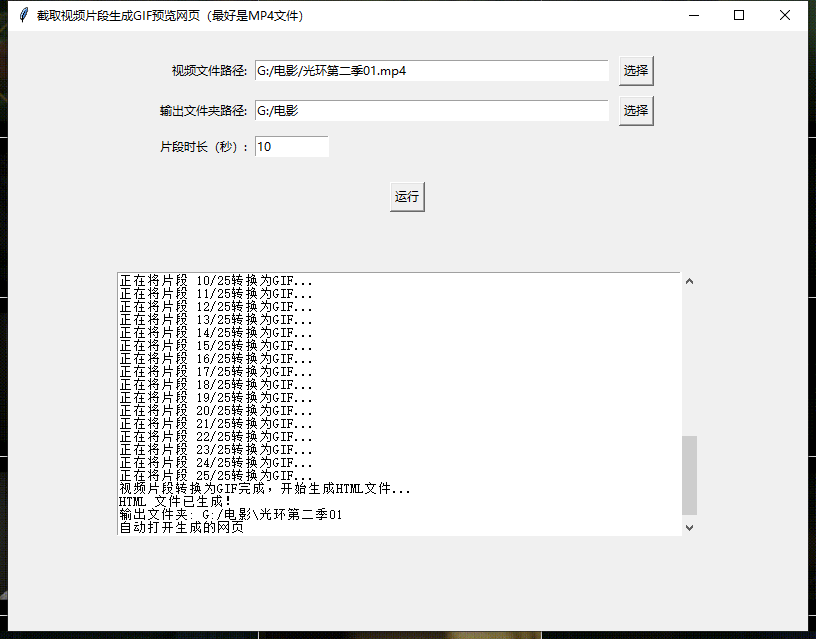 截取视频片段生成GIF预览网页（最好是MP4文件）
视频文件路径: G:/电影/光环第二季01.mp4 选择
输出文件夹路径: G:/电影 选择
片段时长（秒）: 10
运行
正在将片段 10/25转换为GIF...
正在将片段 11/25转换为GIF...
正在将片段 12/25转换为GIF...
正在将片段 13/25转换为GIF...
正在将片段 14/25转换为GIF...
正在将片段 15/25转换为GIF...
正在将片段 16/25转换为GIF...
正在将片段 17/25转换为GIF...
正在将片段 18/25转换为GIF...
正在将片段 19/25转换为GIF...
正在将片段 20/25转换为GIF...
正在将片段 21/25转换为GIF...
正在将片段 22/25转换为GIF...
正在将片段 23/25转换为GIF...
正在将片段 24/25转换为GIF...
正在将片段 25/25转换为GIF...
视频片段转换为GIF完成，开始生成HTML文件...
HTML 文件已生成!
输出文件夹: G:/电影\光环第二季01
自动打开生成的网页